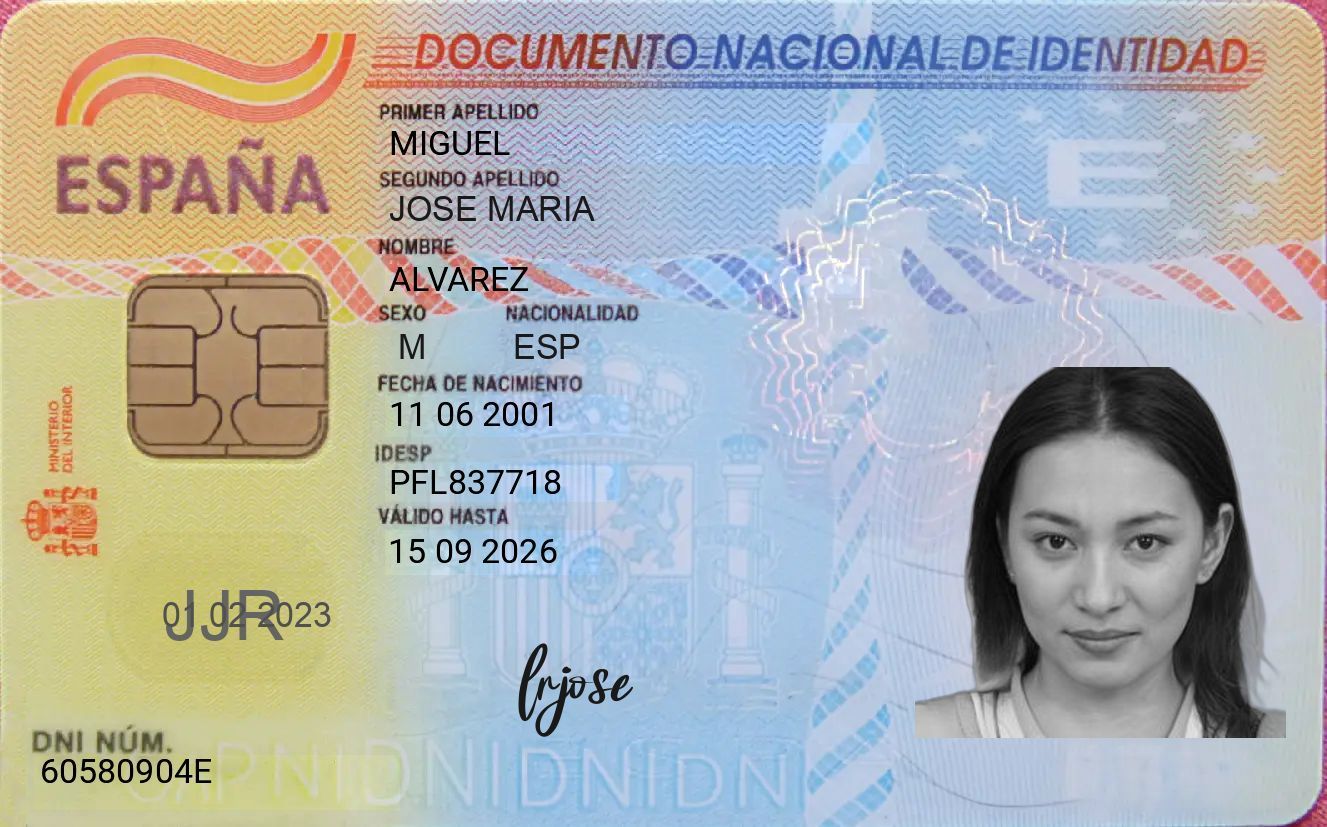 DOCUMENTO NACIONAL DE IDENTIDAD
ESPAÑA
PRIMER APELLIDO
MIGUEL
SEGUNDO APELLIDO
JOSE MARIA
NOMBRE
ALVAREZ
SEXO NACIONALIDAD
M ESP
FECHA DE NACIMIENTO
11 06 2001
IDESP
PFL837718
VÁLIDO HASTA
15 09 2026
MINISTERIO
DEL INTERIOR
E
01 02 2023
JJR
lrjose
DNI NÚM.
60580904E
DNIDNIDNIDNI